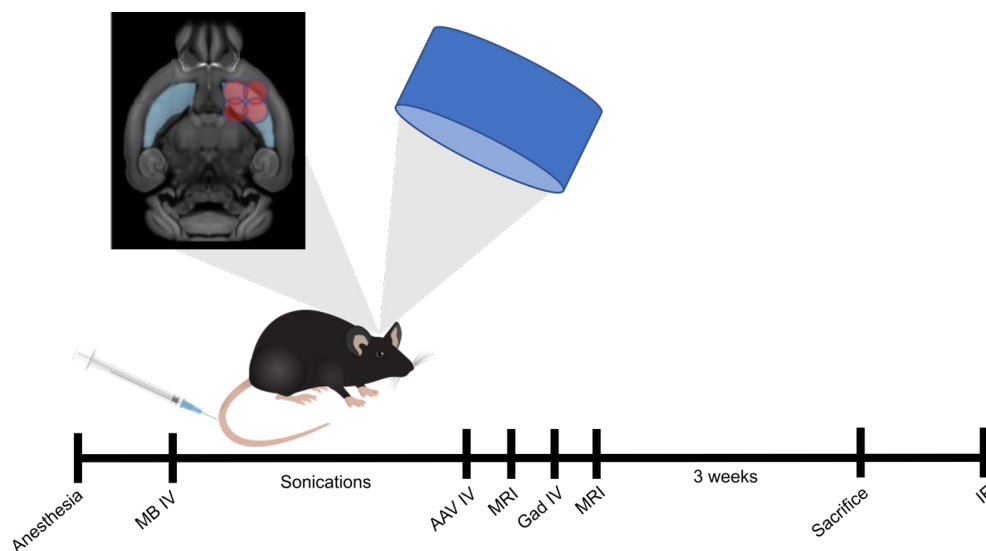 Anesthesia
MB IV
Sonications
AAV IV
MRI
Gad IV
MRI
3 weeks
Sacrifice